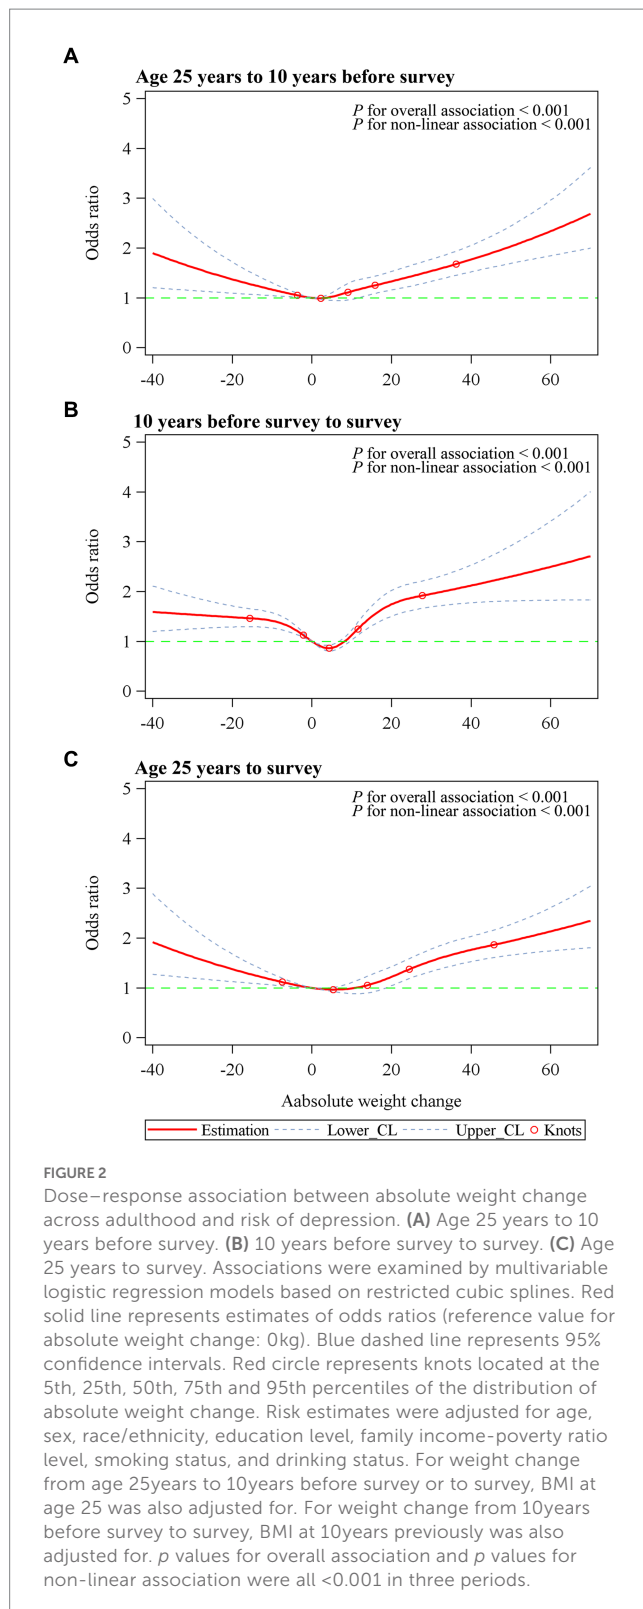 A
Age 25 years to 10 years before survey
P for overall association < 0.001
P for non-linear association < 0.001
5
4
3
2
1
0
Odds ratio
-40 -20 0 20 40 60
B
10 years before survey to survey
P for overall association < 0.001
P for non-linear association < 0.001
5
4
3
2
1
0
Odds ratio
-40 -20 0 20 40 60
C
Age 25 years to survey
P for overall association < 0.001
P for non-linear association < 0.001
5
4
3
2
1
0
Odds ratio
-40 -20 0 20 40 60
Aabsolute weight change
Estimation Lower_CL Upper_CL Knots
FIGURE 2
Dose–response association between absolute weight change
across adulthood and risk of depression. (A) Age 25 years to 10
years before survey. (B) 10 years before survey to survey. (C) Age
25 years to survey. Associations were examined by multivariable
logistic regression models based on restricted cubic splines. Red
solid line represents estimates of odds ratios (reference value for
absolute weight change: 0kg). Blue dashed line represents 95%
confidence intervals. Red circle represents knots located at the
5th, 25th, 50th, 75th and 95th percentiles of the distribution of
absolute weight change. Risk estimates were adjusted for age,
sex, race/ethnicity, education level, family income-poverty ratio
level, smoking status, and drinking status. For weight change
from age 25years to 10years before survey or to survey, BMI at
age 25 was also adjusted for. For weight change from 10years
before survey to survey, BMI at 10years previously was also
adjusted for. p values for overall association and p values for
non-linear association were all <0.001 in three periods.